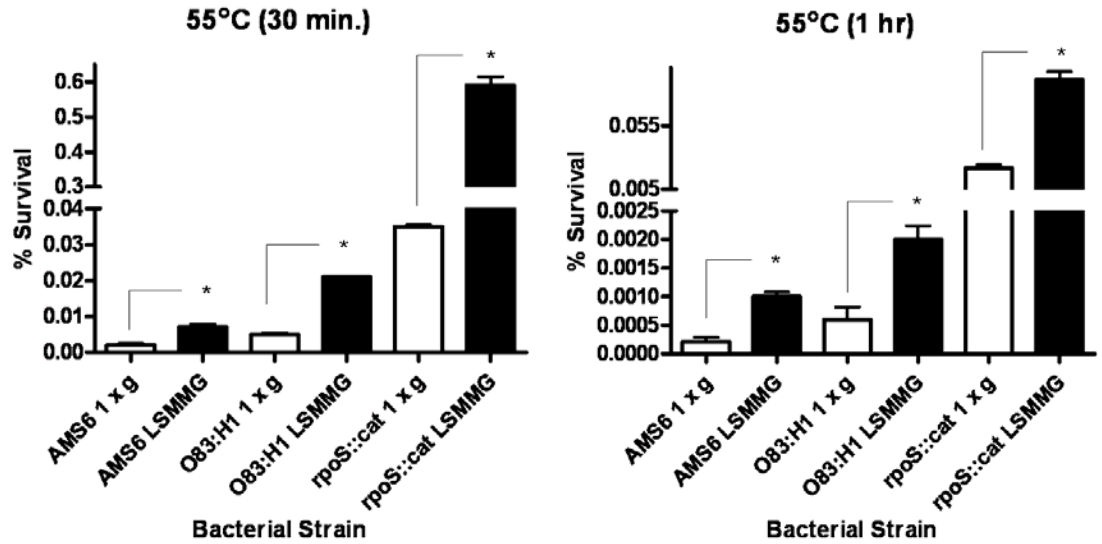 55°C (30 min.)
% Survival
0.6
0.5
0.4
0.3
0.04
0.03
0.02
0.01
0.00
*
*
*
AMS6 1 x g
AMS6 LSMMG
O83:H1 1 x g
O83:H1 LSMMG
rpoS::cat 1 x g
rpoS::cat LSMMG
Bacterial Strain
55°C (1 hr)
% Survival
0.055
0.005
0.0025
0.0020
0.0015
0.0010
0.0005
0.0000
*
*
*
AMS6 1 x g
AMS6 LSMMG
O83:H1 1 x g
O83:H1 LSMMG
rpoS::cat 1 x g
rpoS::cat LSMMG
Bacterial Strain